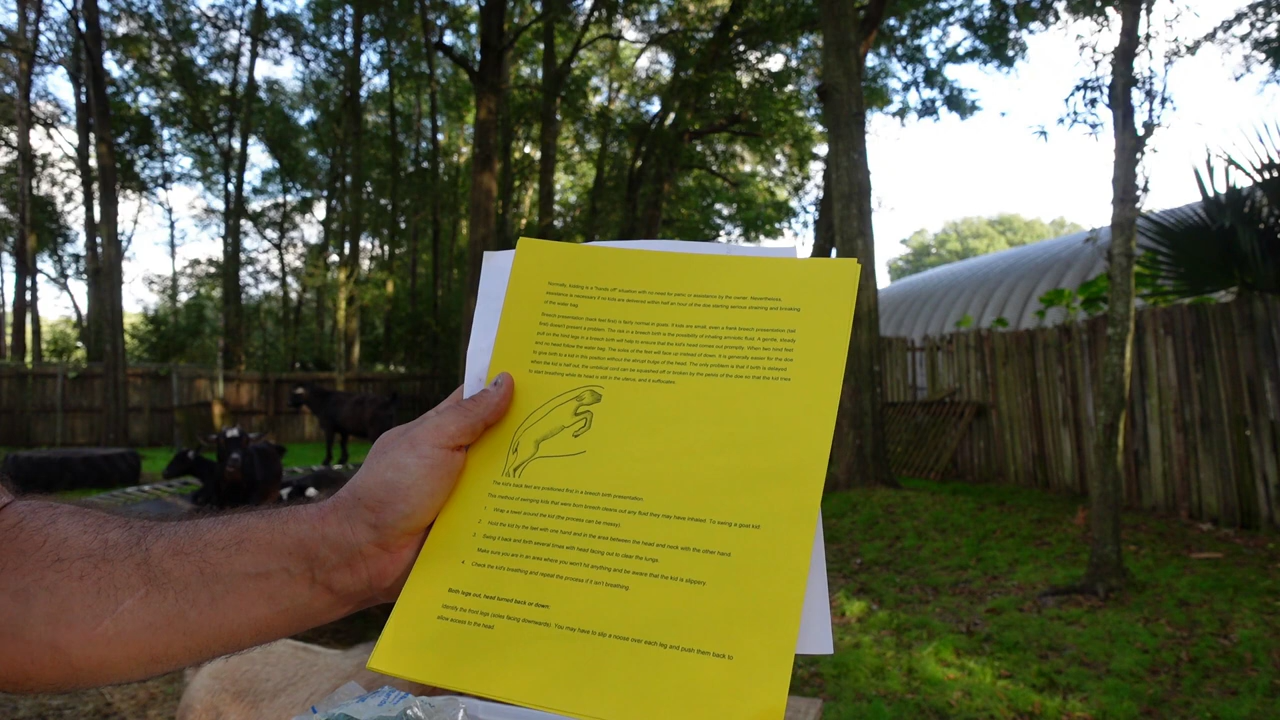 Normally, kidding is a "hands off" situation with no need for panic or assistance by the owner. Nevertheless,
assistance is necessary if no kids are delivered within half an hour of the doe starting serious straining and breaking
of the water bag.
Breech presentation (back feet first) is fairly normal in goats. If kids are small, even a frank breech presentation (tail
first) doesn't present a problem. The risk in a breech birth is the possibility of inhaling amniotic fluid. A gentle, steady
pull on the hind legs in a breech birth will help to ensure that the kid's head comes out promptly. When two hind feet
and no head follow the water bag. The soles of the feet will face up instead of down. It is generally easier for the doe
to give birth to a kid in this position without the abrupt bulge of the head. The only problem is that if birth is delayed
when the kid is half out, the umbilical cord can be squashed off or broken by the pelvis of the doe so that the kid tries
to start breathing while its head is still in the uterus, and it suffocates.
The kid's back feet are positioned first in a breech birth presentation.
This method of swinging kids that were born breech cleans out any fluid they may have inhaled. To swing a goat kid
1. Wrap a towel around the kid (the process can be messy).
2. Hold the kid by the feet with one hand and in the area between the head and neck with the other hand.
3. Swing it back and forth several times with head facing out to clear the lungs.
Make sure you are in an area where you won't hit anything and be aware that the kid is slippery.
4. Check the kid's breathing and repeat the process if it isn't breathing.
Both legs out, head turned back or down:
Identify the front legs (soles facing downwards). You may have to slip a noose over each leg and push them back to
allow access to the head.